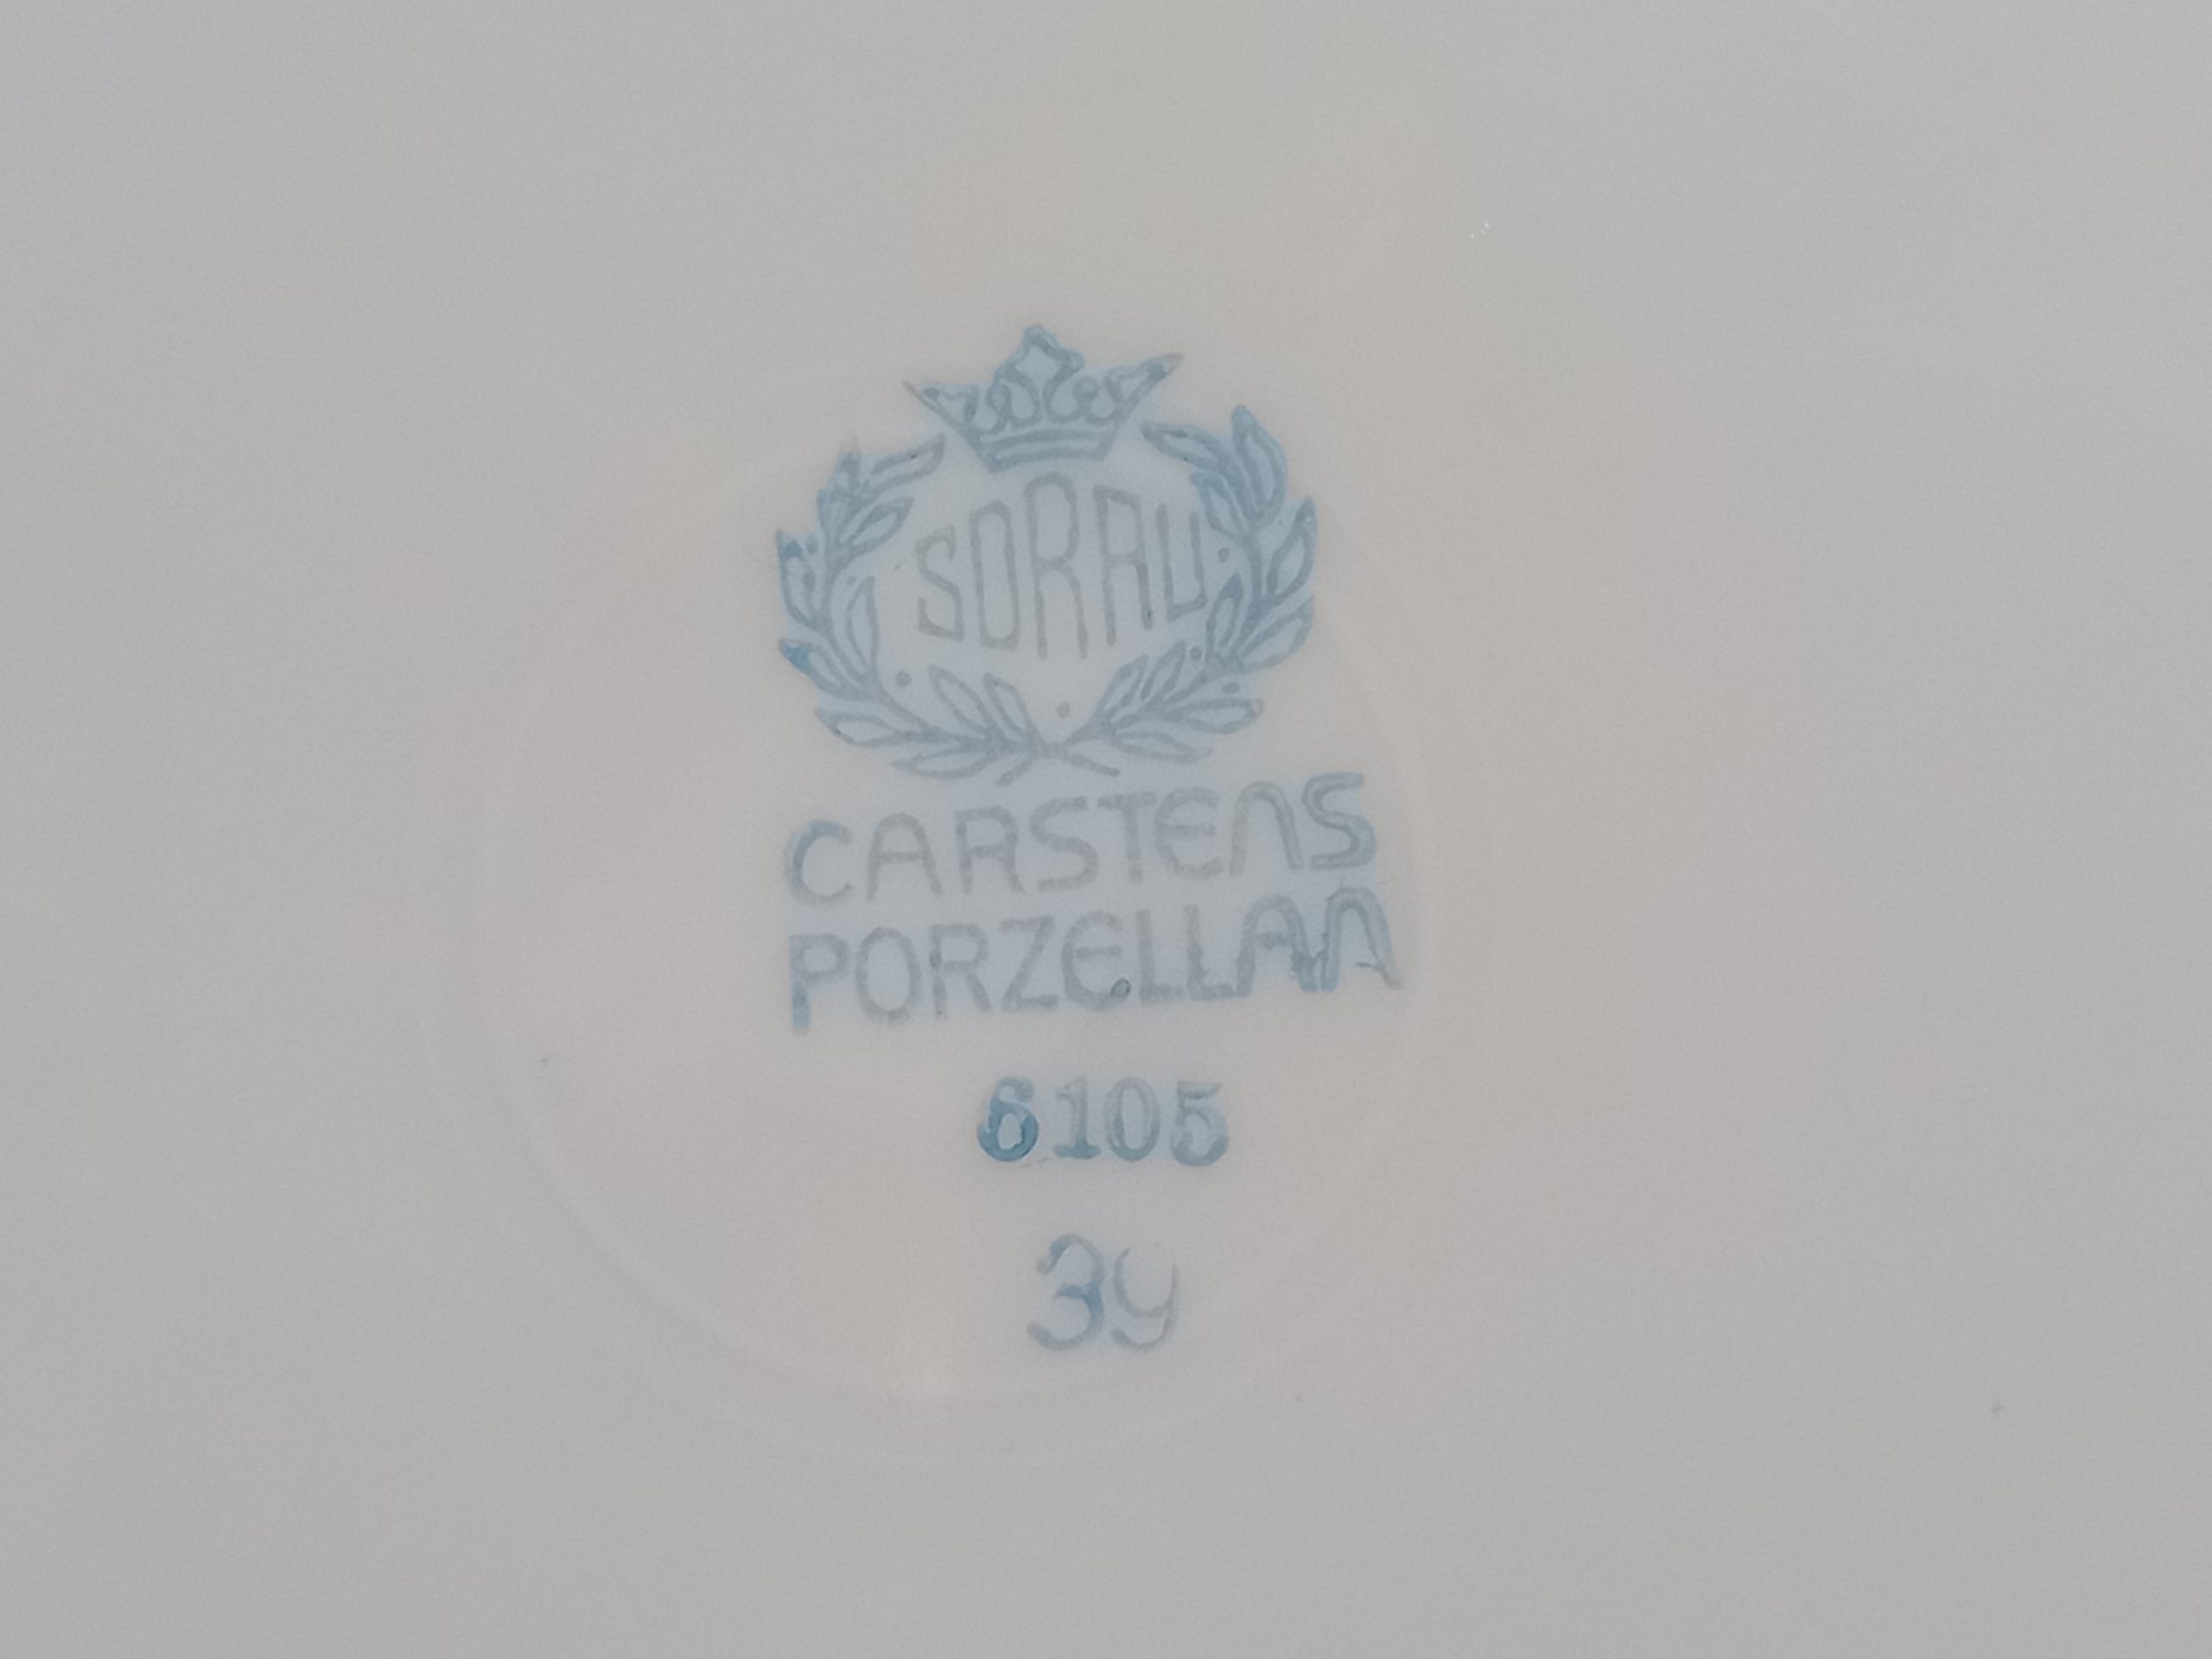 SORAU
CARSTENS
PORZELLAN
6105
39